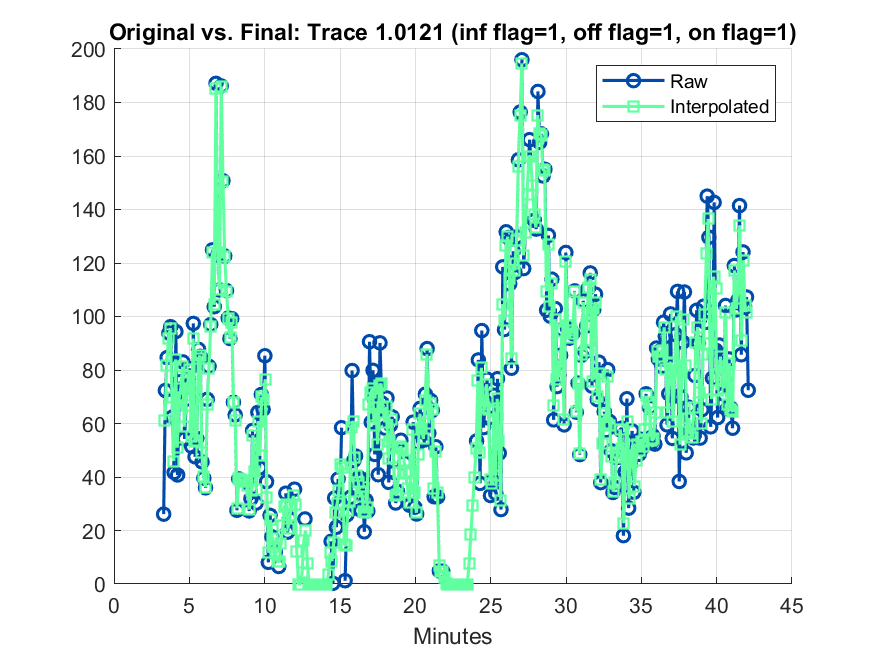 Original vs. Final: Trace 1.0121 (inf flag=1, off flag=1, on flag=1)
200
180
160
140
120
100
80
60
40
20
0
Raw
Interpolated
0 5 10 15 20 25 30 35 40 45
Minutes